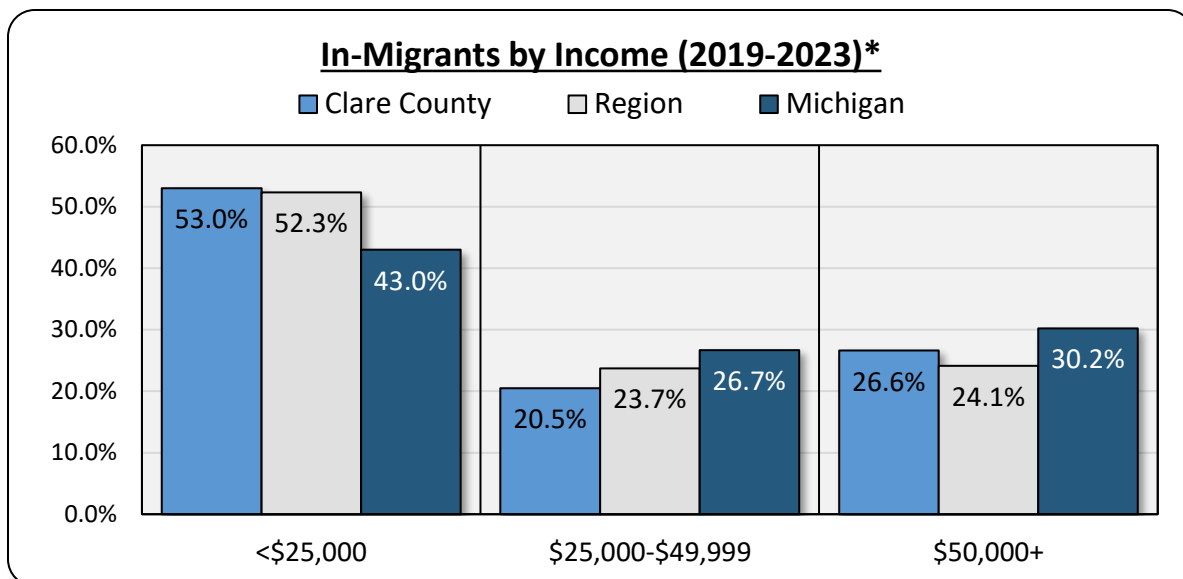 In-Migrants by Income (2019-2023)*
Clare County Region Michigan
60.0%
50.0%
40.0%
30.0%
20.0%
10.0%
0.0%
53.0% 52.3% 43.0%
20.5% 23.7% 26.7%
26.6% 24.1% 30.2%
<$25,000 $25,000-$49,999 $50,000+